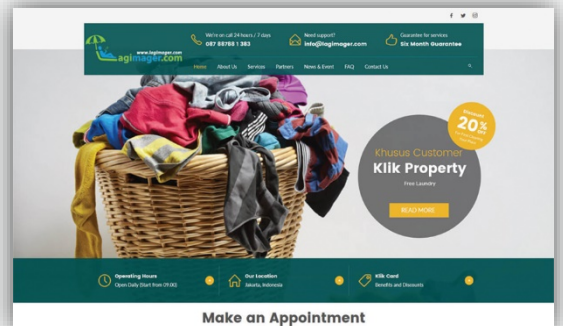 We're on call 24 hours / 7 days
087 88788 1 383
Need support?
info@lagimager.com
Guarantee for services
Six Month Guarantee
www.lagimager.com
agimager.com
Home About Us Services Partners News & Event FAQ Contact Us
Discount
20%
OFF
Khusus Customer
Klik Property
Free Laundry
READ MORE
Operating Hours
Open Daily (Start from 09.00)
Our Location
Jakarta, Indonesia
Klik Card
Benefits and Discounts
Make an Appointment